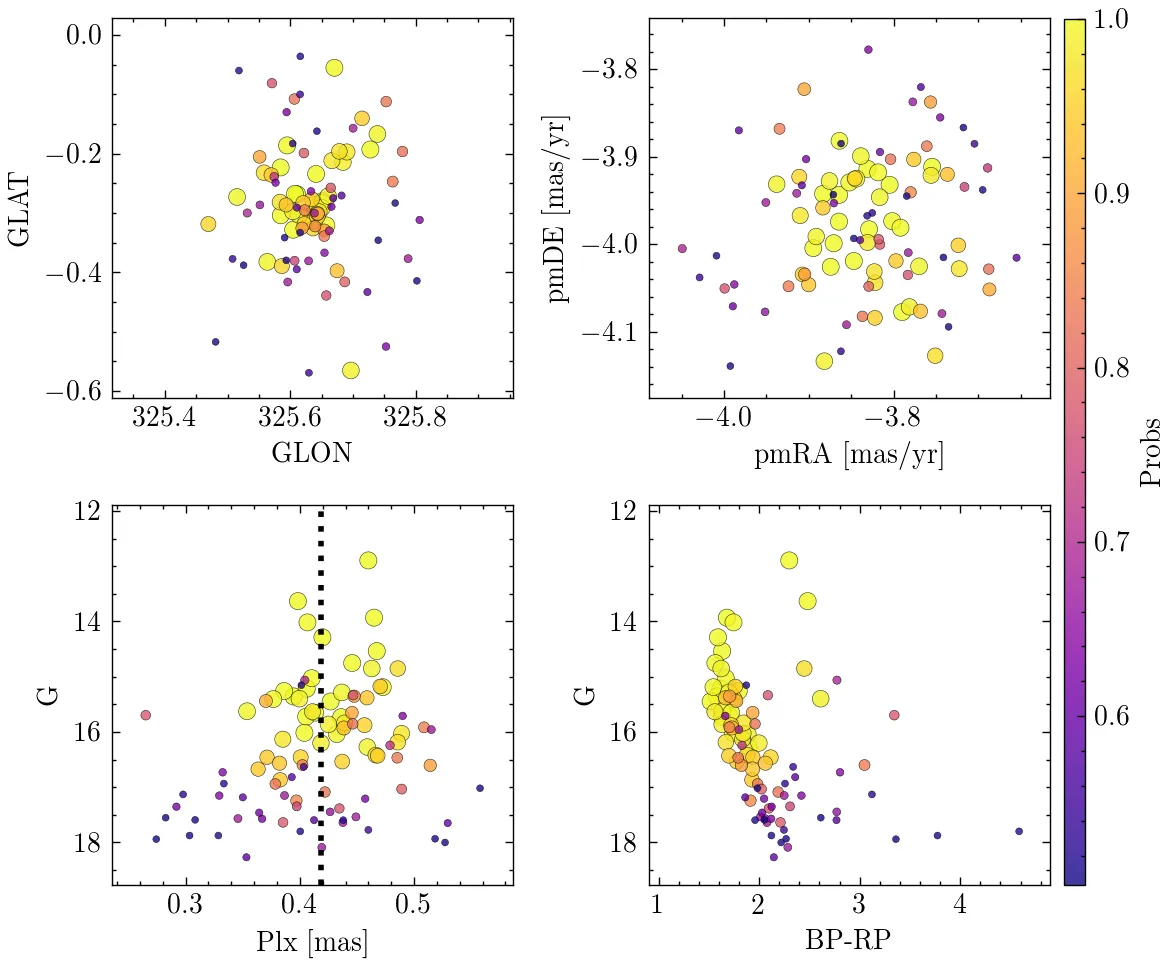 0.0
−0.2
−0.4
−0.6
GLAT
325.4 325.6 325.8
GLON
−3.8
−3.9
−4.0
−4.1
pmDE [mas/yr]
−4.0 −3.8
pmRA [mas/yr]
12
14
16
18
G
0.3 0.4 0.5
Plx [mas]
12
14
16
18
G
1 2 3 4
BP-RP
1.0
0.9
0.8
0.7
0.6
Probs